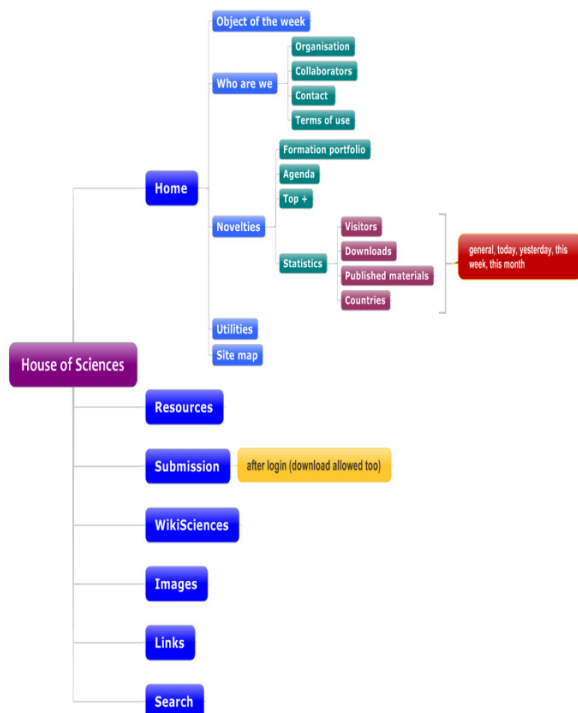 Object of the week
Organisation
Who are we
Collaborators
Contact
Terms of use
Formation portfolio
Home
Agenda
Top +
Novelties
Visitors
general, today, yesterday, this
week, this month
Downloads
Statistics
Published materials
Countries
Utilities
Site map
House of Sciences
Resources
Submission
after login (download allowed too)
WikiSciences
Images
Links
Search